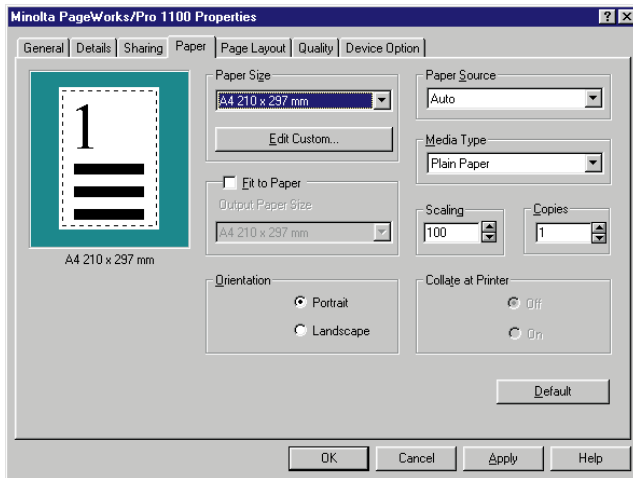 Minolta PageWorks/Pro 1100 Properties
General Details Sharing Paper Page Layout Quality Device Option
1
A4 210 x 297 mm
Paper Size
A4 210 x 297 mm
Edit Custom...
Fit to Paper
Output Paper Size
A4 210 x 297 mm
Orientation
Portrait
Landscape
Paper Source
Auto
Media Type
Plain Paper
Scaling
100
Copies
1
Collate at Printer
Off
On
Default
OK Cancel Apply Help